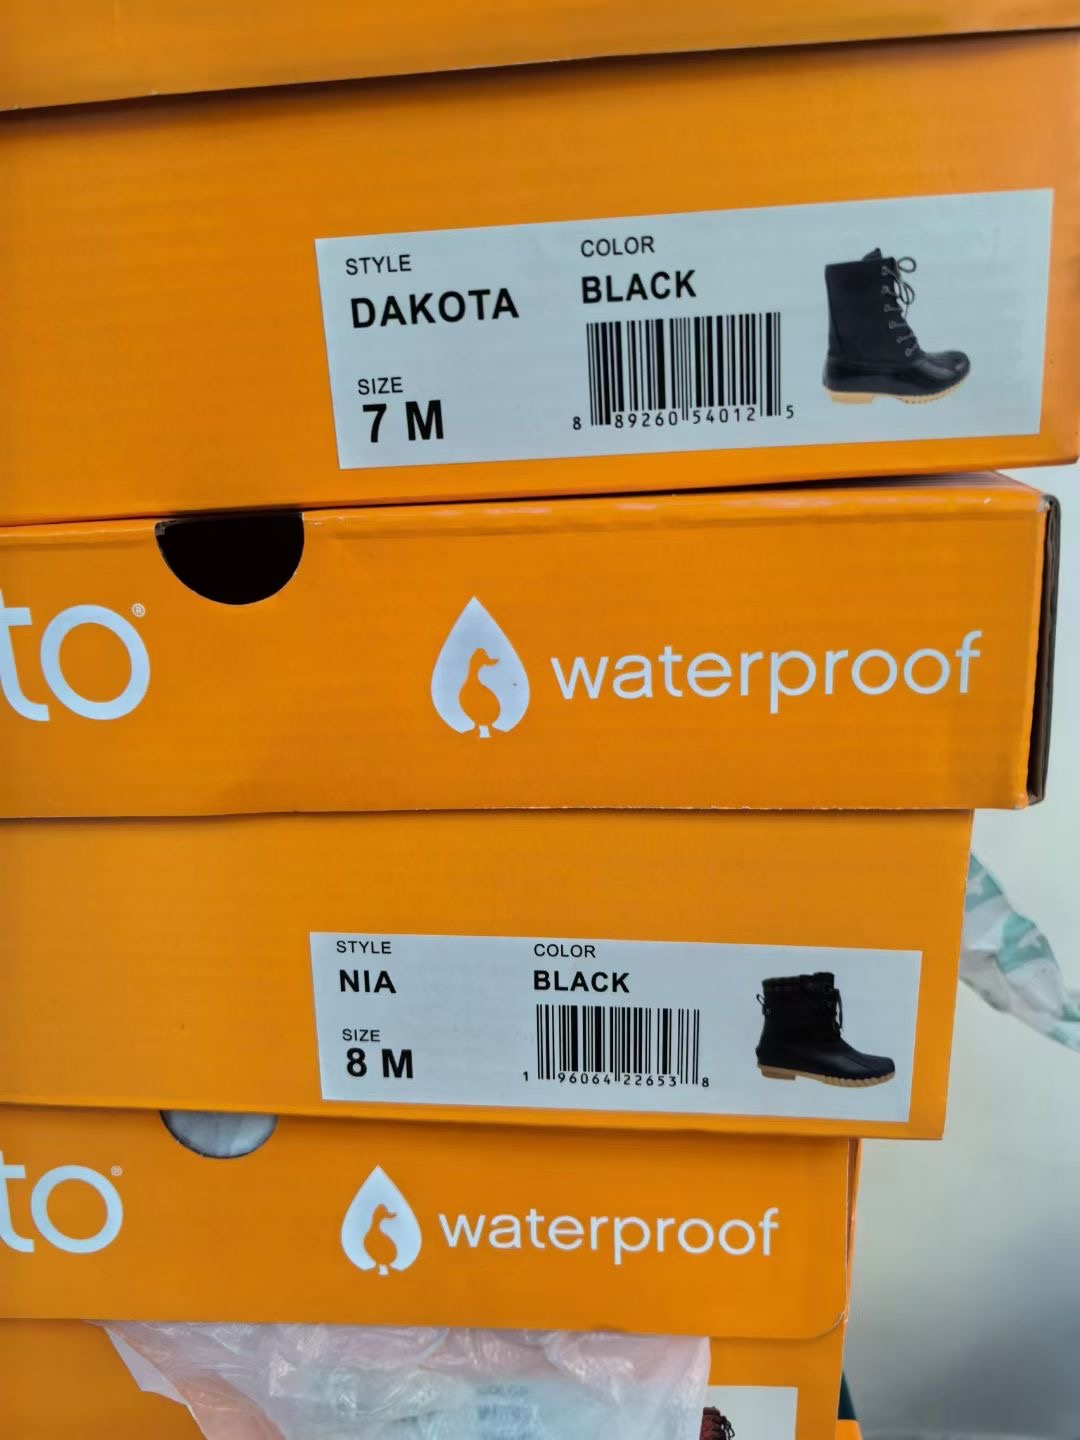 STYLE
COLOR
DAKOTA
BLACK
SIZE
7 M
8 89260 54012 5
to®
waterproof
STYLE
COLOR
NIA
BLACK
SIZE
8 M
1 96064 22653 8
to®
waterproof